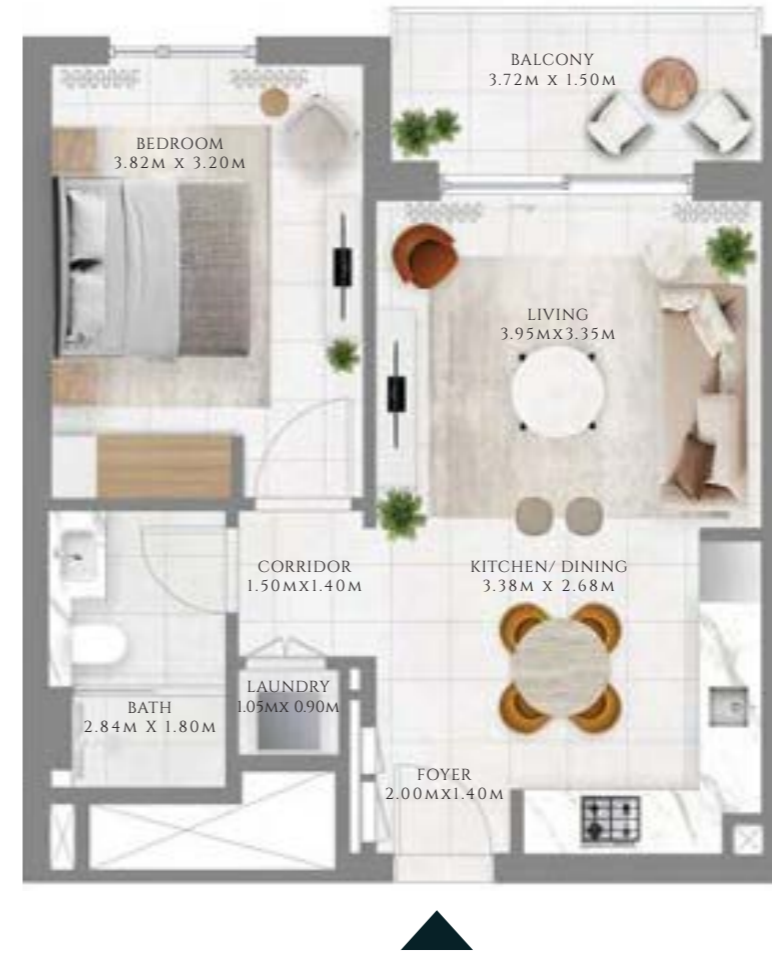 BALCONY
3.72M X 1.50M
BEDROOM
3.82M X 3.20M
LIVING
3.95MX3.35M
CORRIDOR
1.50MX1.40M
KITCHEN/ DINING
3.38M X 2.68M
LAUNDRY
1.05MX 0.90M
BATH
2.84M X 1.80M
FOYER
2.00MX1.40M